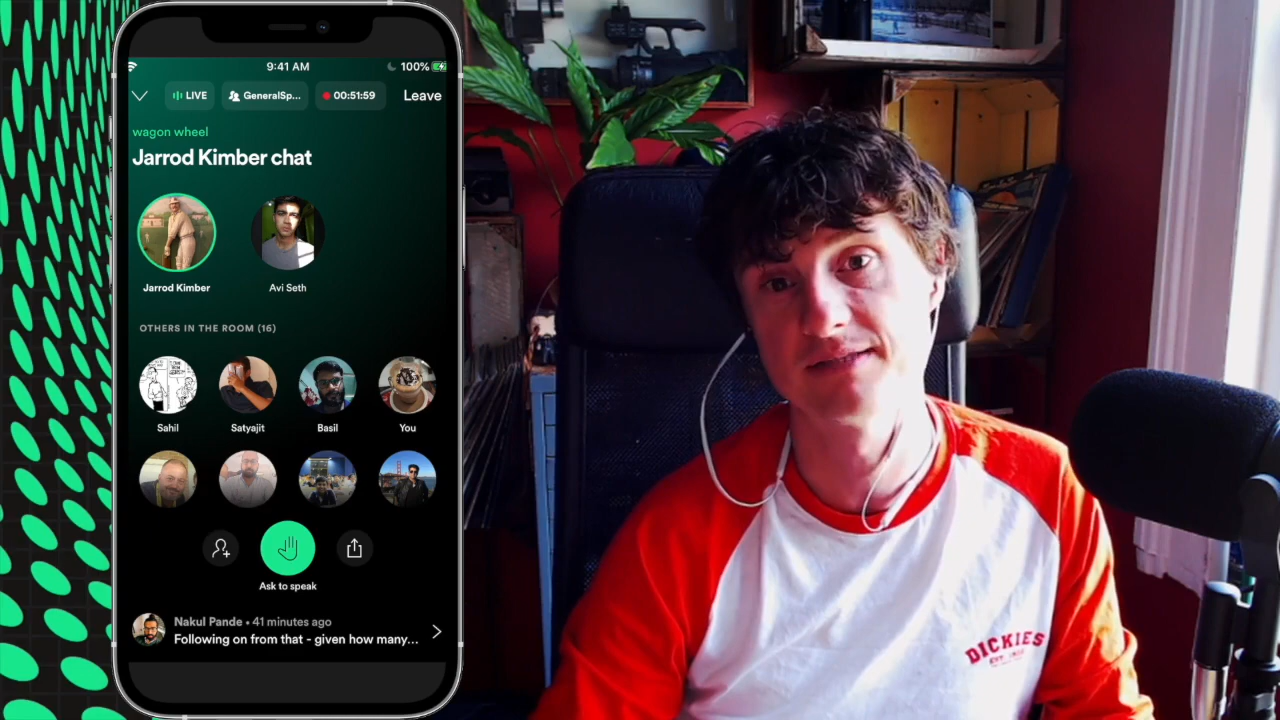 9:41 AM
100%
LIVE
GeneralSp...
00:51:59
Leave
wagon wheel
Jarrod Kimber chat
Jarrod Kimber
Avi Seth
OTHERS IN THE ROOM (16)
Sahil
Satyajit
Basil
You
Ask to speak
Nakul Pande • 41 minutes ago
Following on from that - given how many...
DICKIES